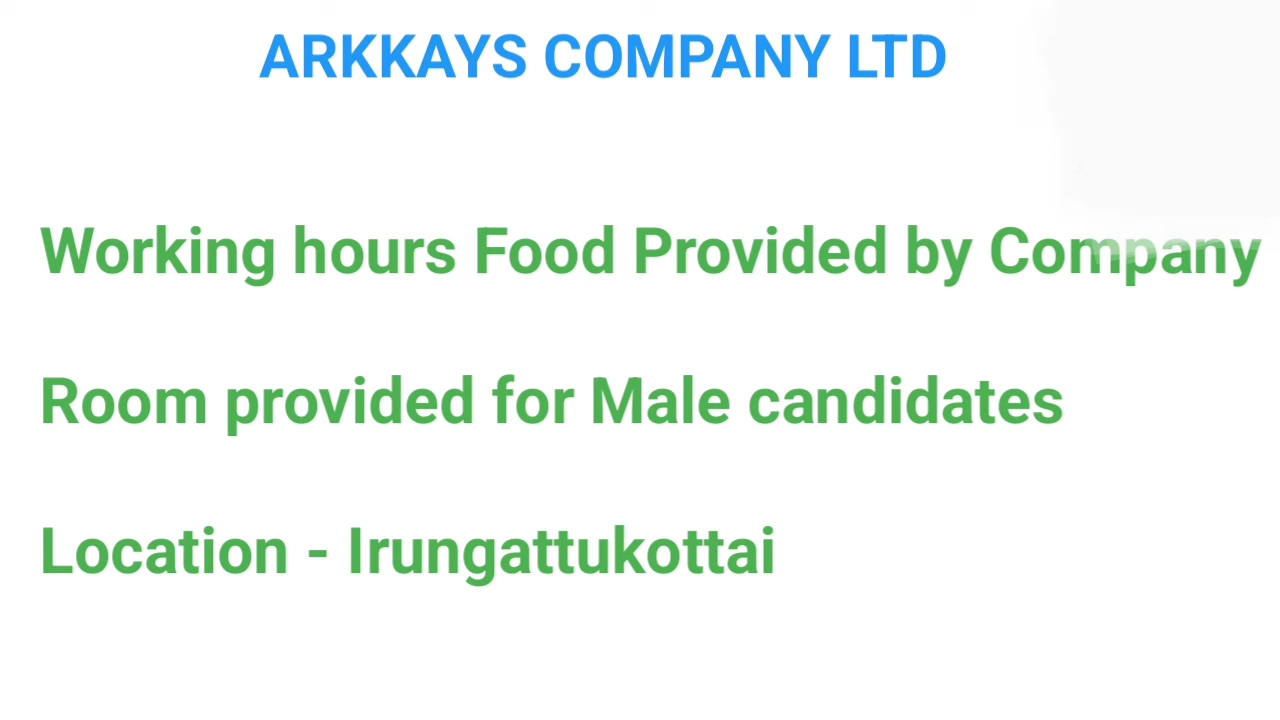 ARKKAYS COMPANY LTD
Working hours Food Provided by Company
Room provided for Male candidates
Location - Irungattukottai